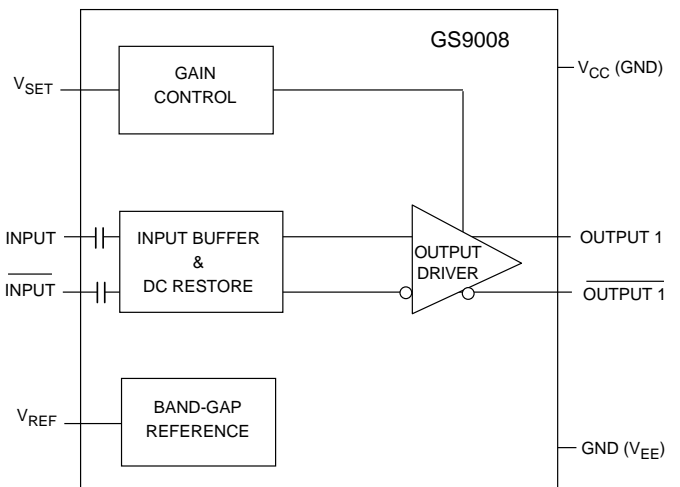 GS9008
V_SET
GAIN
CONTROL
V_CC (GND)
INPUT
INPUT BUFFER
&
DC RESTORE
OUTPUT
DRIVER
OUTPUT 1
INPUT
OUTPUT 1
V_REF
BAND-GAP
REFERENCE
GND (V_EE)